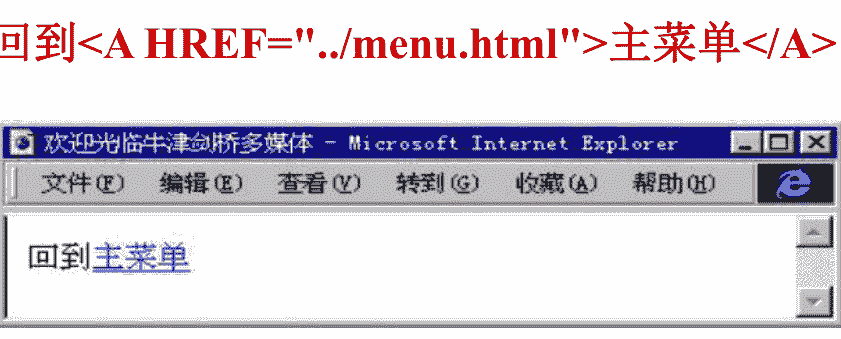 回到<A HREF="../menu.html">主菜单</A>
欢迎光临牛津剑桥多媒体 - Microsoft Internet Explorer
文件(F) 编辑(E) 查看(V) 转到(G) 收藏(A) 帮助(H)
回到主菜单